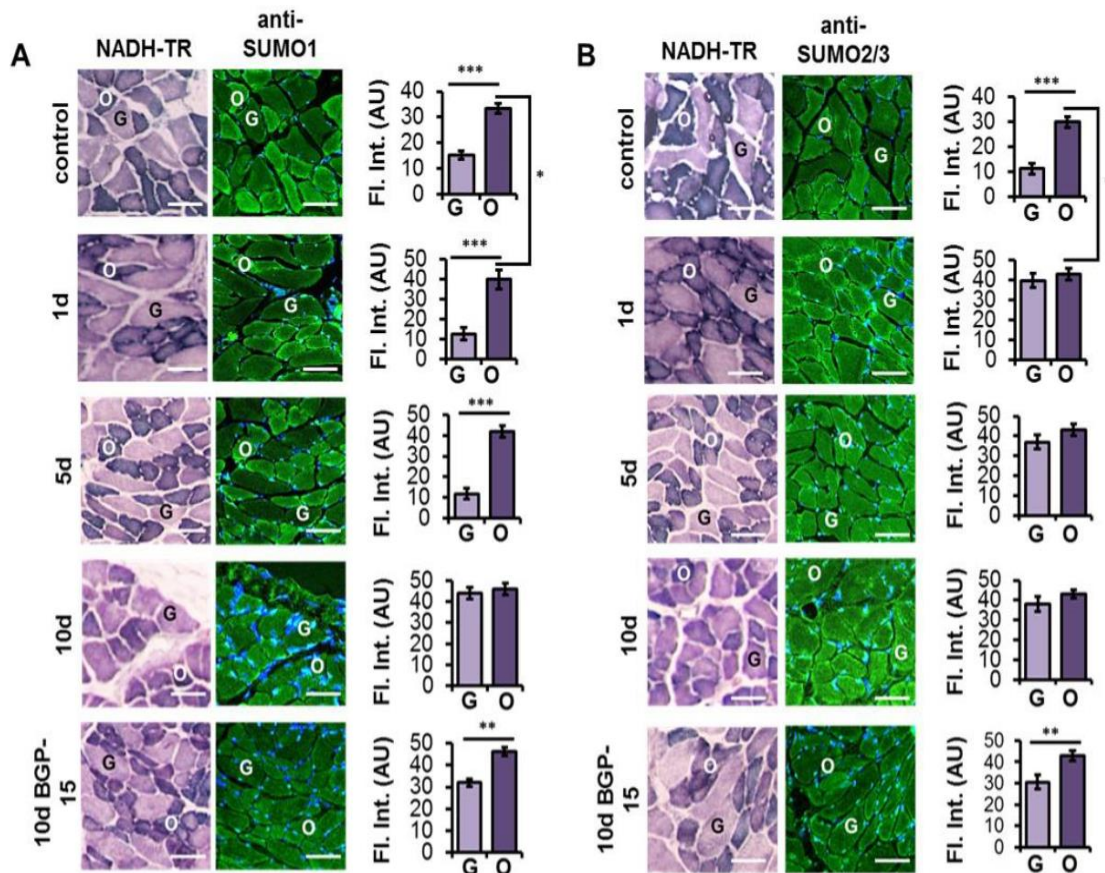 A
NADH-TR
anti-
SUMO1
control
O
G
O
G
Fl. Int. (AU)
40
30
20
10
0
***
G O
*
1d
O
G
O
G
Fl. Int. (AU)
50
40
30
20
10
0
***
G O
5d
O
G
O
G
Fl. Int. (AU)
50
40
30
20
10
0
***
G O
10d
G
O
G
O
Fl. Int. (AU)
50
40
30
20
10
0
G O
10d BGP-
15
G
O
G
O
Fl. Int. (AU)
50
40
30
20
10
0
**
G O
B
NADH-TR
anti-
SUMO2/3
control
O
G
O
G
Fl. Int. (AU)
40
30
20
10
0
***
G O
1d
O
G
O
G
Fl. Int. (AU)
50
40
30
20
10
0
G O
5d
O
G
O
G
Fl. Int. (AU)
50
40
30
20
10
0
G O
10d
O
G
O
G
Fl. Int. (AU)
50
40
30
20
10
0
G O
10d BGP-
15
O
G
O
G
Fl. Int. (AU)
50
40
30
20
10
0
**
G O